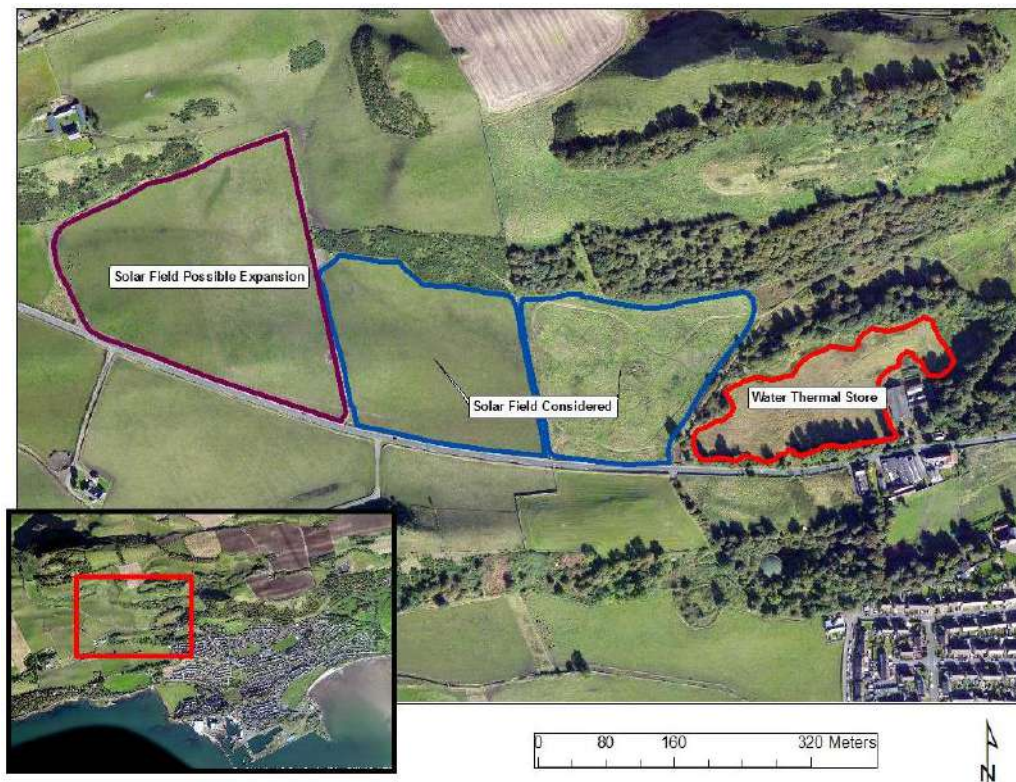 Solar Field Possible Expansion
Solar Field Considered
Water Thermal Store
0 80 160 320 Meters
N